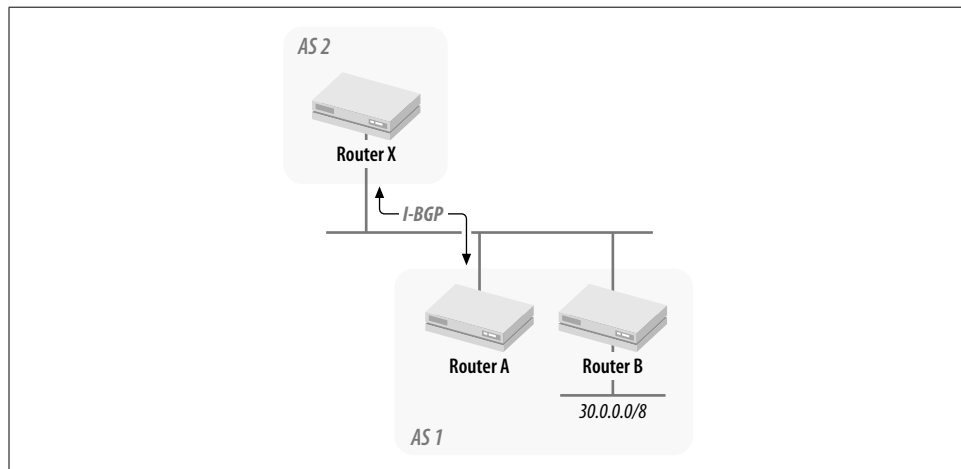 AS 2
Router X
I-BGP
Router A
Router B
30.0.0.0/8
AS 1